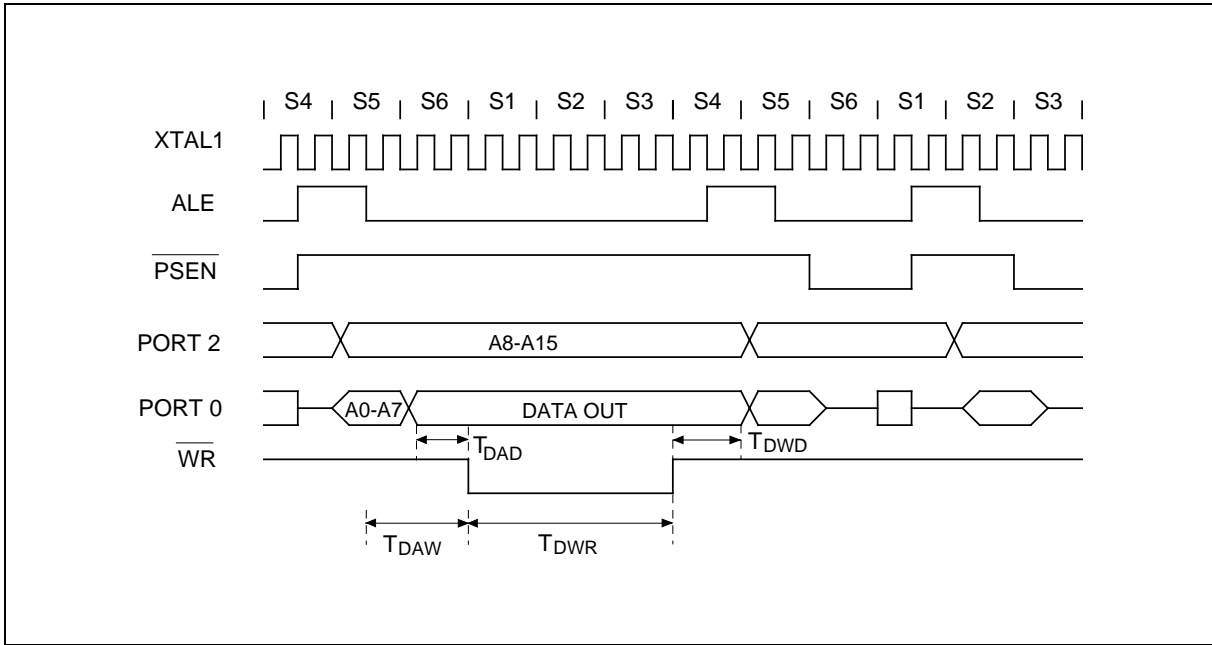 S4 S5 S6 S1 S2 S3 S4 S5 S6 S1 S2 S3
XTAL1
ALE
PSEN
PORT 2 A8-A15
PORT 0 A0-A7 DATA OUT
TDAD TDWD
WR
TDAW TDWR